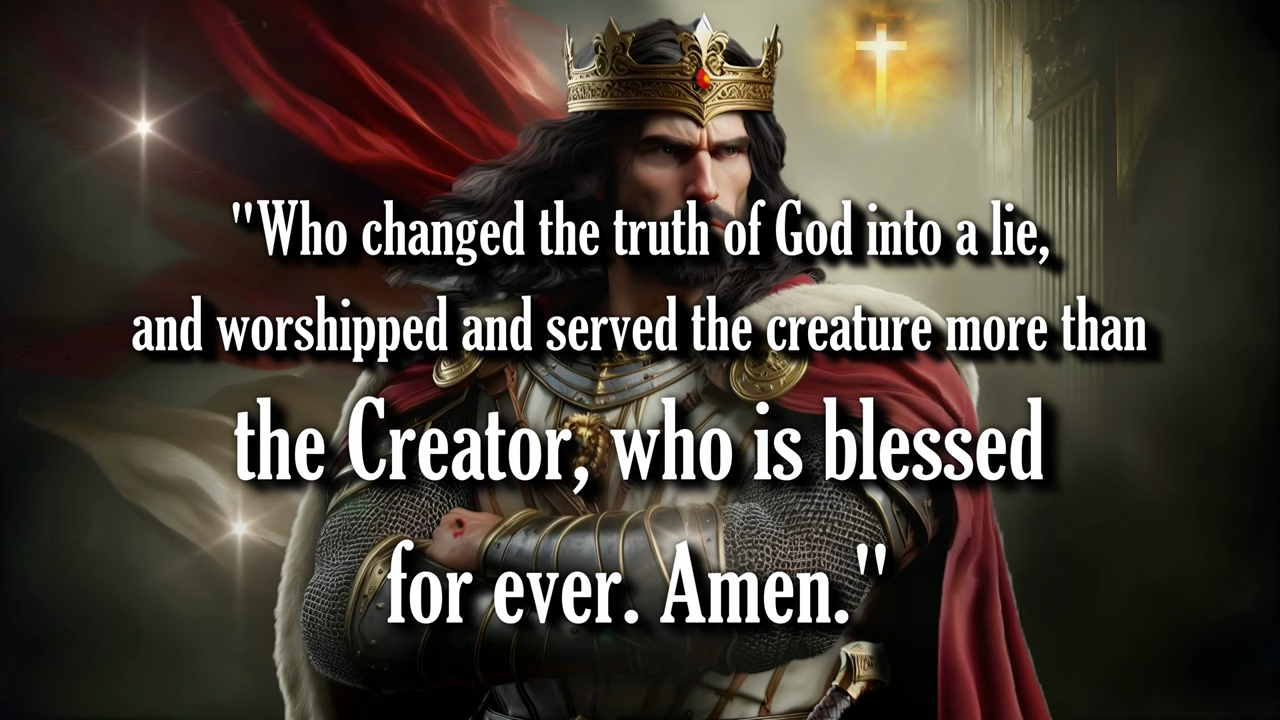 "Who changed the truth of God into a lie,
and worshipped and served the creature more than
the Creator, who is blessed
for ever. Amen."